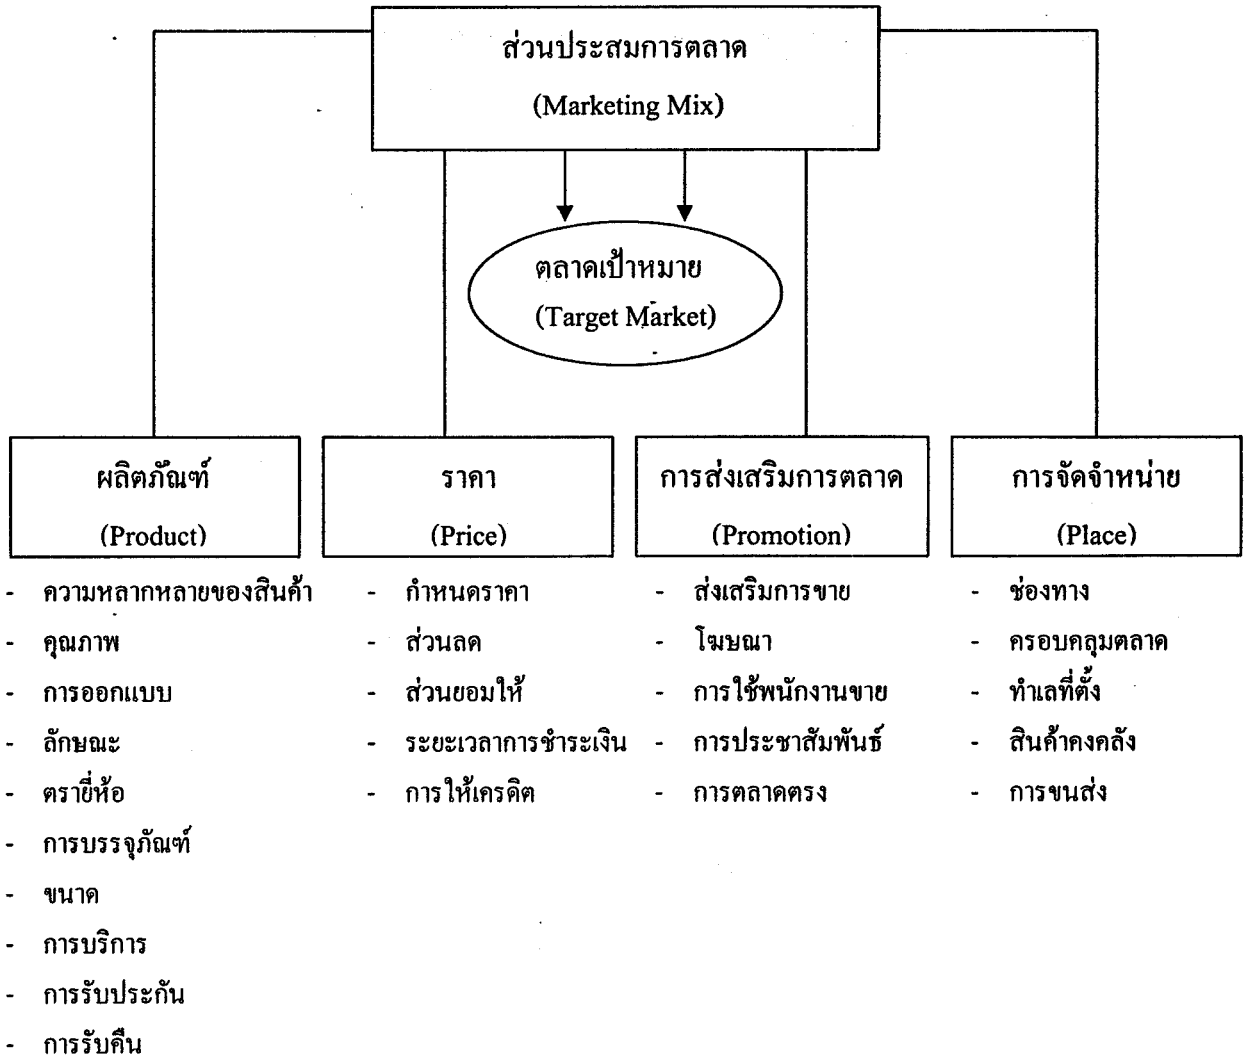 ส่วนประสมการตลาด
(Marketing Mix)
ตลาดเป้าหมาย
(Target Market)
ผลิตภัณฑ์
(Product)
ราคา
(Price)
การส่งเสริมการตลาด
(Promotion)
การจัดจำหน่าย
(Place)
- ความหลากหลายของสินค้า
- คุณภาพ
- การออกแบบ
- ลักษณะ
- ตรายี่ห้อ
- การบรรจุภัณฑ์
- ขนาด
- การบริการ
- การรับประกัน
- การรับคืน
- กำหนดราคา
- ส่วนลด
- ส่วนยอมให้
- ระยะเวลาการชำระเงิน
- การให้เครดิต
- ส่งเสริมการขาย
- โฆษณา
- การใช้พนักงานขาย
- การประชาสัมพันธ์
- การตลาดตรง
- ช่องทาง
- ครอบคลุมตลาด
- ทำเลที่ตั้ง
- สินค้าคงคลัง
- การขนส่ง